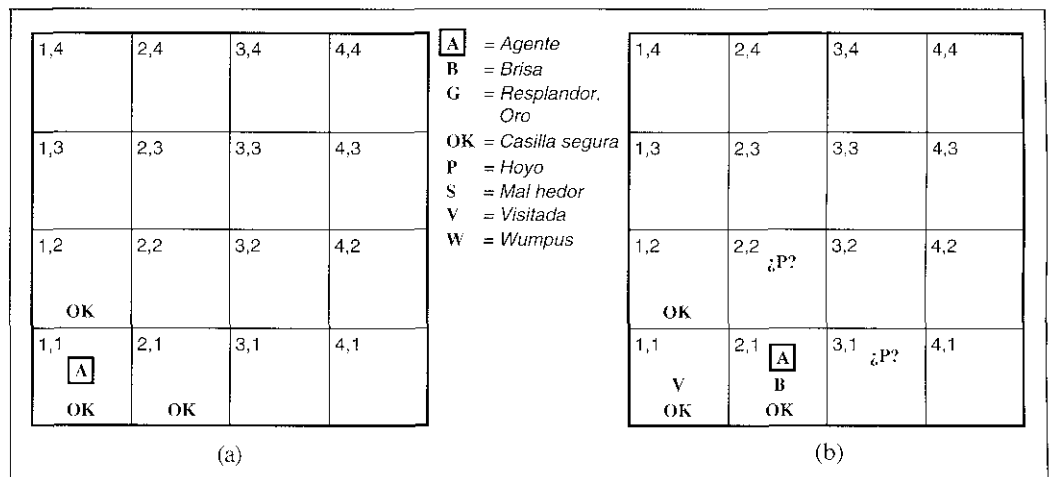 1,4 2,4 3,4 4,4
1,3 2,3 3,3 4,3
1,2 2,2 3,2 4,2
OK
1,1 2,1 3,1 4,1
A
OK OK
(a)
A = Agente
B = Brisa
G = Resplandor,
Oro
OK = Casilla segura
P = Hoyo
S = Mal hedor
V = Visitada
W = Wumpus
1,4 2,4 3,4 4,4
1,3 2,3 3,3 4,3
1,2 2,2 3,2 4,2
¿P?
OK
1,1 2,1 3,1 4,1
A ¿P?
V B
OK OK
(b)